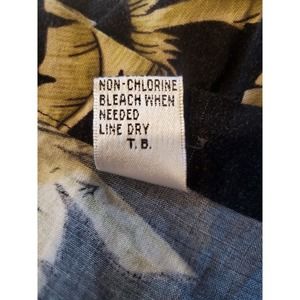 NON-CHLORINE
BLEACH WHEN
NEEDED
LINE DRY
T.B.